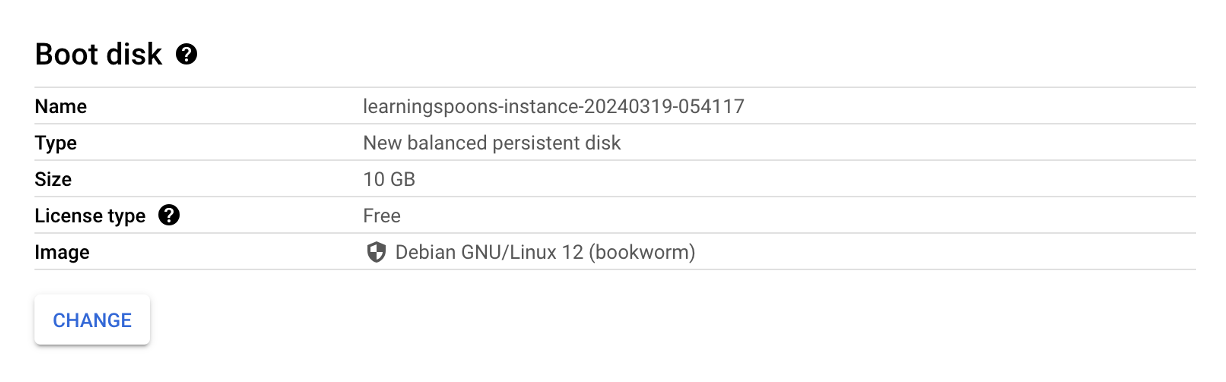 Boot disk
Name learningspoons-instance-20240319-054117
Type New balanced persistent disk
Size 10 GB
License type Free
Image Debian GNU/Linux 12 (bookworm)
CHANGE